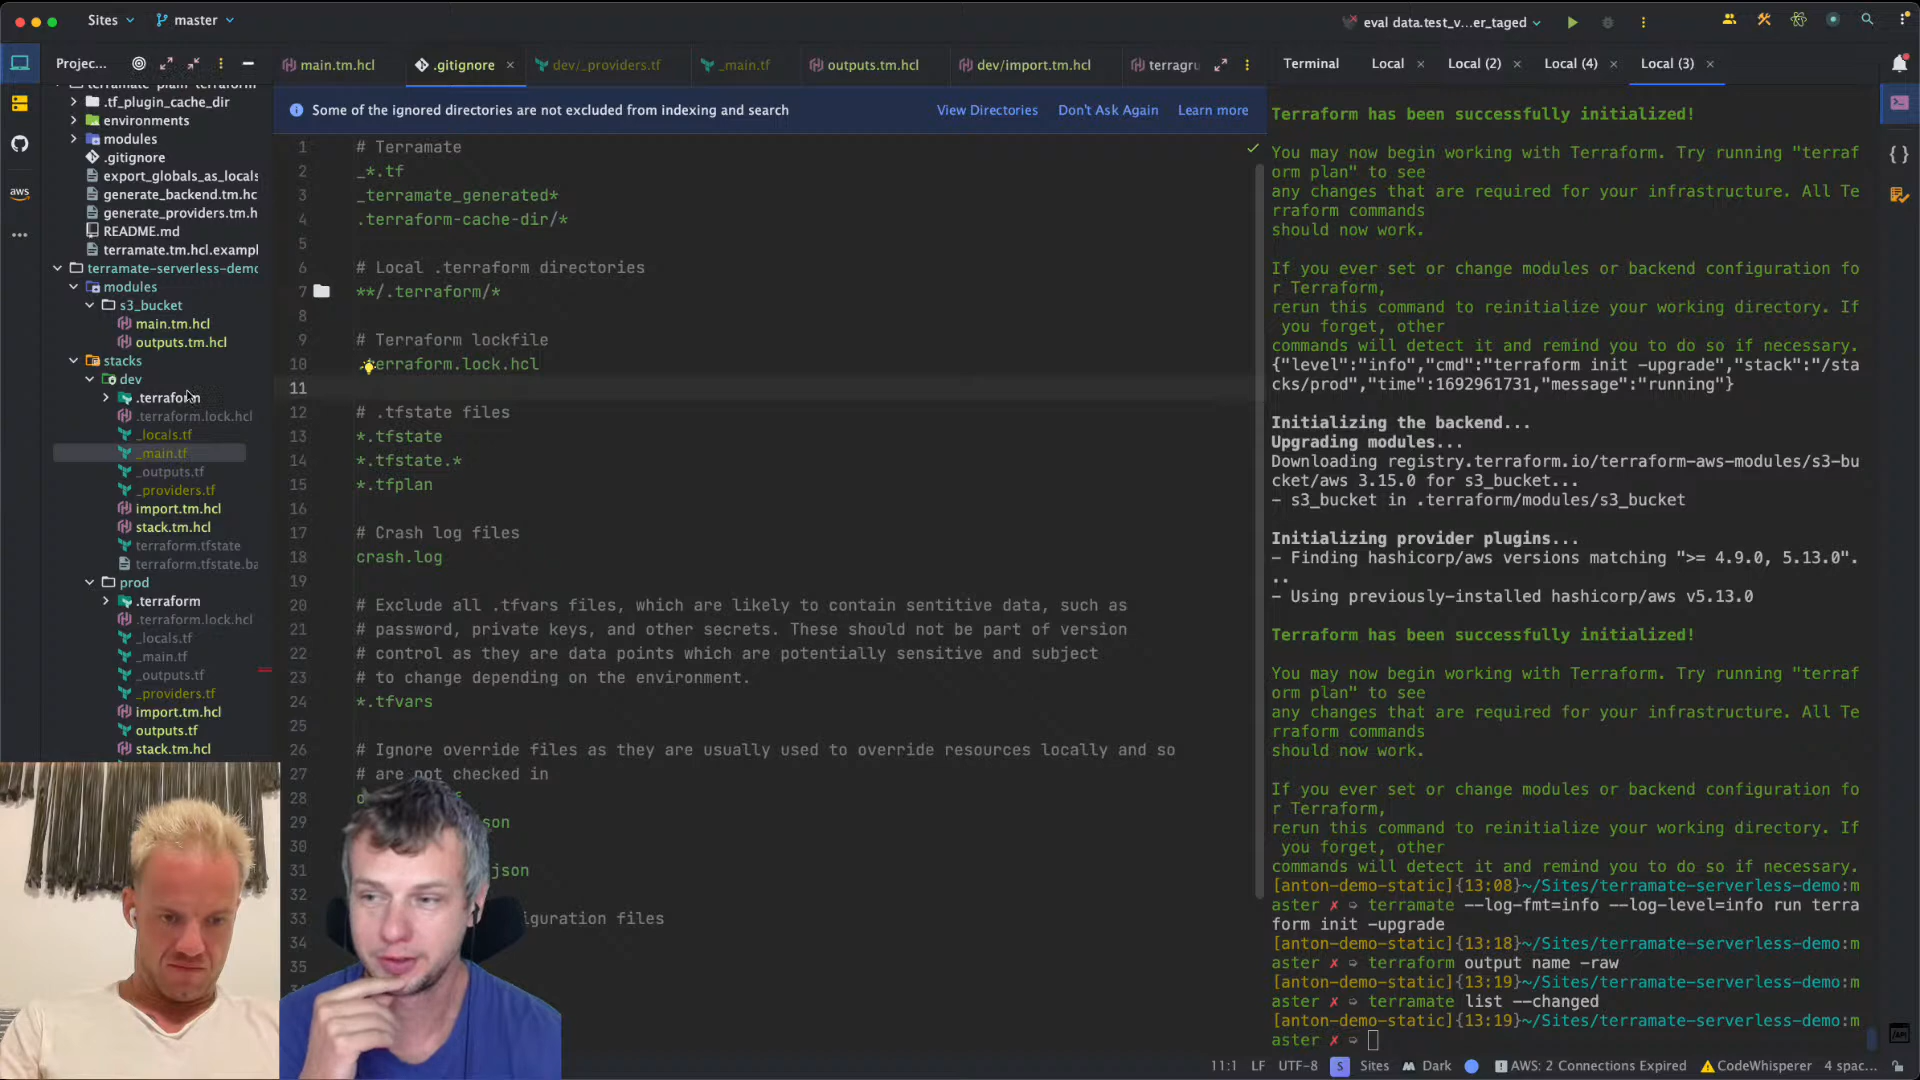 Sites
master
eval data.test_v...er_taged
Projec...
terramate-plain-terraform
.tf_plugin_cache_dir
environments
modules
.gitignore
export_globals_as_locals
generate_backend.tm.hc
generate_providers.tm.h
README.md
terramate.tm.hcl.exampl
terramate-serverless-demo
modules
s3_bucket
main.tm.hcl
outputs.tm.hcl
stacks
dev
.terraform
.terraform.lock.hcl
_locals.tf
_main.tf
_outputs.tf
_providers.tf
import.tm.hcl
stack.tm.hcl
terraform.tfstate
terraform.tfstate.ba
prod
.terraform
.terraform.lock.hcl
_locals.tf
_main.tf
_outputs.tf
_providers.tf
import.tm.hcl
outputs.tf
stack.tm.hcl
aws
main.tm.hcl
.gitignore
dev/_providers.tf
_main.tf
outputs.tm.hcl
dev/import.tm.hcl
terragru
Some of the ignored directories are not excluded from indexing and search
View Directories
Don't Ask Again
Learn more
1 # Terramate
2 _*.tf
3 _terramate_generated*
4 .terraform-cache-dir/*
5
6 # Local .terraform directories
7 **/.terraform/*
8
9 # Terraform lockfile
10 erraform.lock.hcl
11
12 # .tfstate files
13 *.tfstate
14 *.tfstate.*
15 *.tfplan
16
17 # Crash log files
18 crash.log
19
20 # Exclude all .tfvars files, which are likely to contain sentitive data, such as
21 # password, private keys, and other secrets. These should not be part of version
22 # control as they are data points which are potentially sensitive and subject
23 # to change depending on the environment.
24 *.tfvars
25
26 # Ignore override files as they are usually used to override resources locally and so
27 # are not checked in
28
29 son
30
31 json
32
33 iguration files
34
35
Terminal
Local
Local (2)
Local (4)
Local (3)
Terraform has been successfully initialized!
You may now begin working with Terraform. Try running "terraf
orm plan" to see
any changes that are required for your infrastructure. All Te
rraform commands
should now work.
If you ever set or change modules or backend configuration fo
r Terraform,
rerun this command to reinitialize your working directory. If
you forget, other
commands will detect it and remind you to do so if necessary.
{"level":"info","cmd":"terraform init -upgrade","stack":"/sta
cks/prod","time":1692961731,"message":"running"}
Initializing the backend...
Upgrading modules...
Downloading registry.terraform.io/terraform-aws-modules/s3-bu
cket/aws 3.15.0 for s3_bucket...
- s3_bucket in .terraform/modules/s3_bucket
Initializing provider plugins...
- Finding hashicorp/aws versions matching ">= 4.9.0, 5.13.0".
..
- Using previously-installed hashicorp/aws v5.13.0
Terraform has been successfully initialized!
You may now begin working with Terraform. Try running "terraf
orm plan" to see
any changes that are required for your infrastructure. All Te
rraform commands
should now work.
If you ever set or change modules or backend configuration fo
r Terraform,
rerun this command to reinitialize your working directory. If
you forget, other
commands will detect it and remind you to do so if necessary.
[anton-demo-static]{13:08}~/Sites/terramate-serverless-demo:m
aster ✗ ➭ terramate --log-fmt=info --log-level=info run terra
form init -upgrade
[anton-demo-static]{13:18}~/Sites/terramate-serverless-demo:m
aster ✗ ➭ terraform output name -raw
[anton-demo-static]{13:19}~/Sites/terramate-serverless-demo:m
aster ✗ ➭ terramate list --changed
[anton-demo-static]{13:19}~/Sites/terramate-serverless-demo:m
aster ✗ ➭
11:1
LF
UTF-8
S
Sites
Dark
AWS: 2 Connections Expired
CodeWhisperer
4 spac...